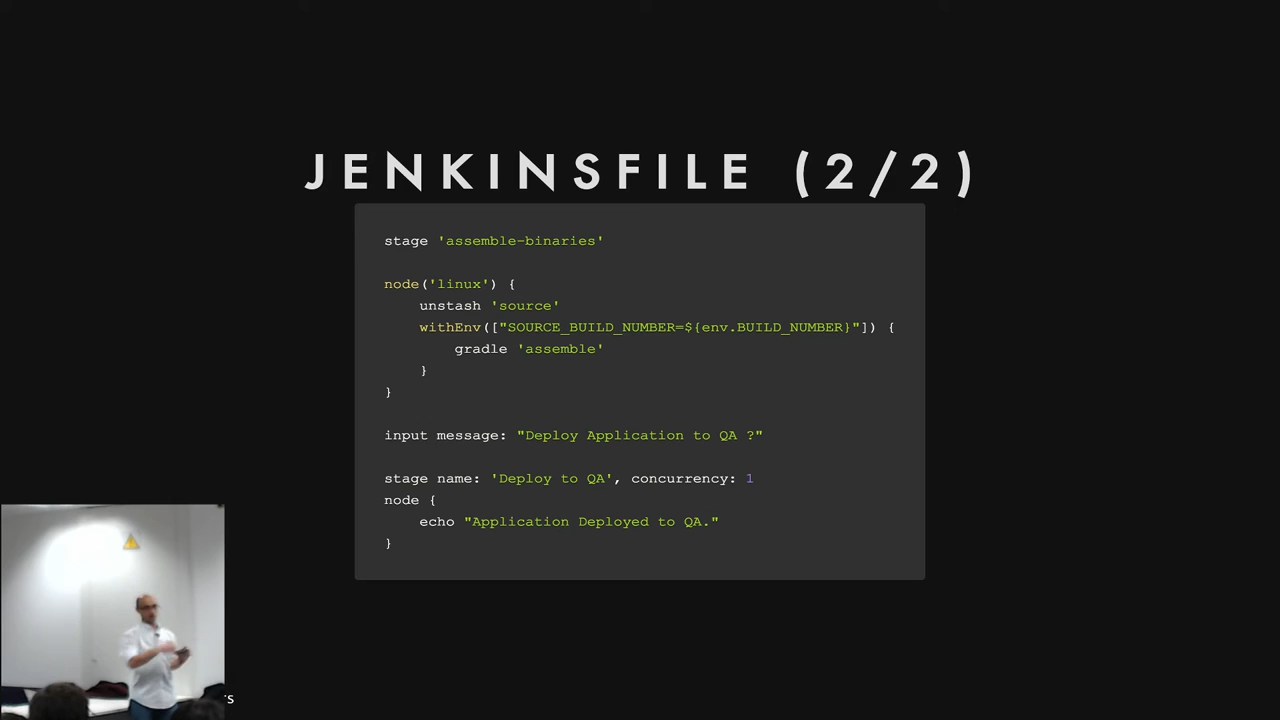 JENKINSFILE (2/2)
stage 'assemble-binaries'
node('linux') {
unstash 'source'
withEnv(["SOURCE_BUILD_NUMBER=${env.BUILD_NUMBER}"]) {
gradle 'assemble'
}
}
input message: "Deploy Application to QA ?"
stage name: 'Deploy to QA', concurrency: 1
node {
echo "Application Deployed to QA."
}